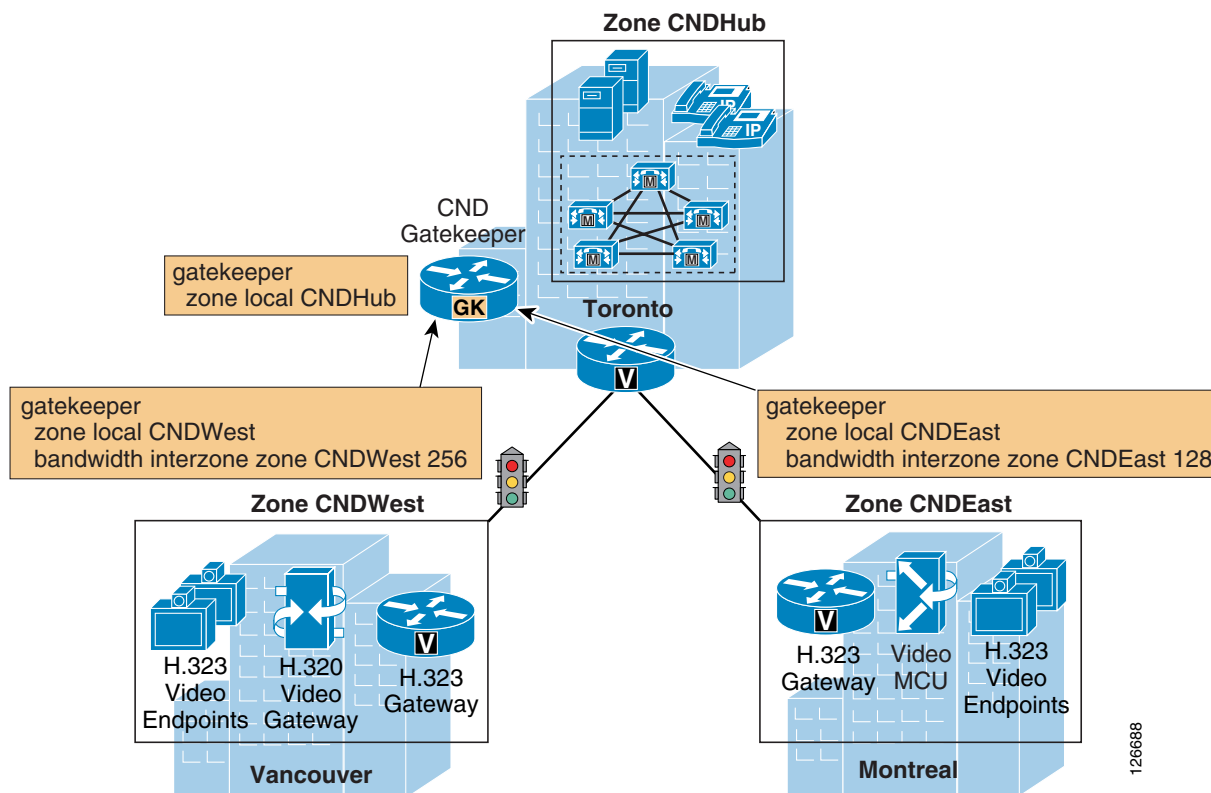 Zone CNDHub
IP
IP
M
M
M
M
M
CND
Gatekeeper
gatekeeper
zone local CNDHub
GK
Toronto
V
gatekeeper
zone local CNDWest
bandwidth interzone zone CNDWest 256
gatekeeper
zone local CNDEast
bandwidth interzone zone CNDEast 128
Zone CNDWest
H.323
Video
Endpoints
H.320
Video
Gateway
V
H.323
Gateway
Vancouver
Zone CNDEast
V
H.323
Gateway
Video
MCU
H.323
Video
Endpoints
Montreal
126688